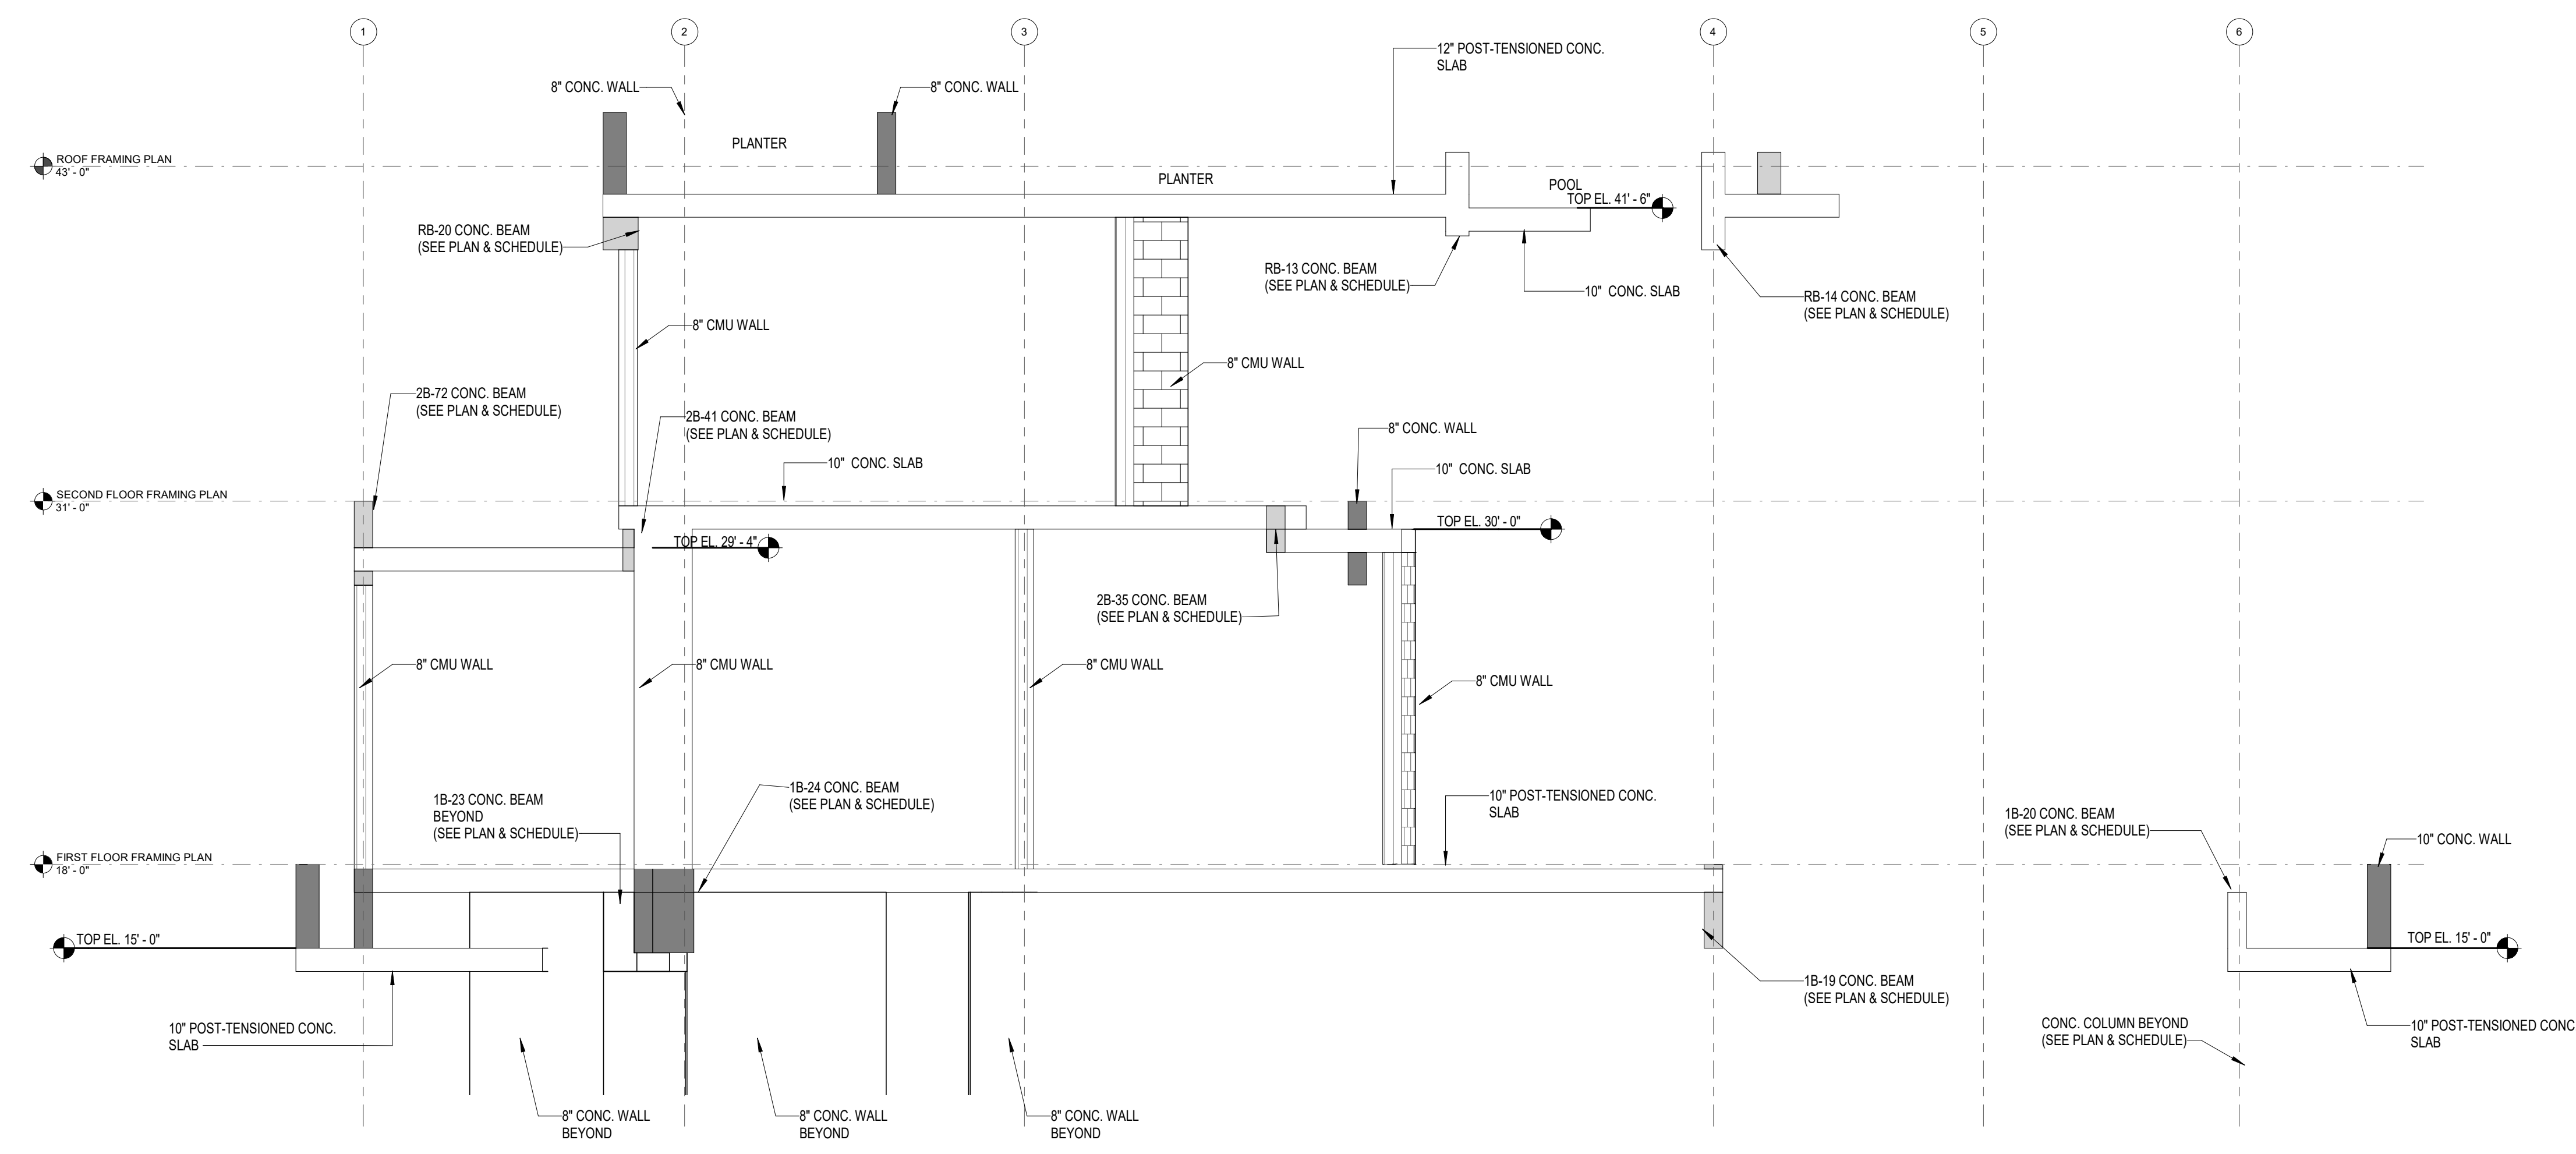 1
2
3
4
5
6
12" POST-TENSIONED CONC.
SLAB
8" CONC. WALL
8" CONC. WALL
PLANTER
ROOF FRAMING PLAN
43' - 0"
PLANTER
POOL
TOP EL. 41' - 6"
RB-20 CONC. BEAM
(SEE PLAN & SCHEDULE)
RB-13 CONC. BEAM
(SEE PLAN & SCHEDULE)
10" CONC. SLAB
RB-14 CONC. BEAM
(SEE PLAN & SCHEDULE)
8" CMU WALL
8" CMU WALL
2B-72 CONC. BEAM
(SEE PLAN & SCHEDULE)
2B-41 CONC. BEAM
(SEE PLAN & SCHEDULE)
8" CONC. WALL
10" CONC. SLAB
10" CONC. SLAB
SECOND FLOOR FRAMING PLAN
31' - 0"
TOP EL. 30' - 0"
TOP EL. 29' - 4"
2B-35 CONC. BEAM
(SEE PLAN & SCHEDULE)
8" CMU WALL
8" CMU WALL
8" CMU WALL
8" CMU WALL
1B-23 CONC. BEAM
BEYOND
(SEE PLAN & SCHEDULE)
1B-24 CONC. BEAM
(SEE PLAN & SCHEDULE)
10" POST-TENSIONED CONC.
SLAB
1B-20 CONC. BEAM
(SEE PLAN & SCHEDULE)
10" CONC. WALL
FIRST FLOOR FRAMING PLAN
18' - 0"
TOP EL. 15' - 0"
TOP EL. 15' - 0"
1B-19 CONC. BEAM
(SEE PLAN & SCHEDULE)
10" POST-TENSIONED CONC.
SLAB
CONC. COLUMN BEYOND
(SEE PLAN & SCHEDULE)
10" POST-TENSIONED CONC
SLAB
8" CONC. WALL
BEYOND
8" CONC. WALL
BEYOND
8" CONC. WALL
BEYOND